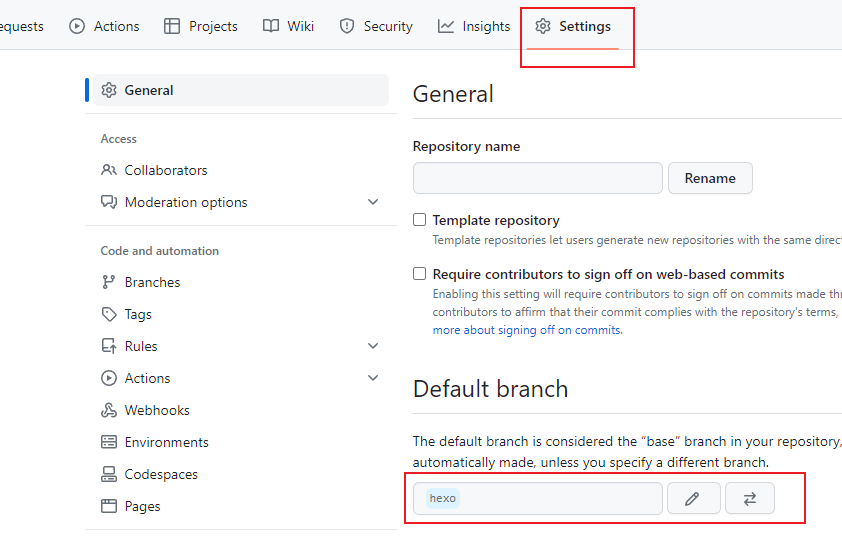 equests Actions Projects Wiki Security Insights Settings
General
Access
Collaborators
Moderation options
Code and automation
Branches
Tags
Rules
Actions
Webhooks
Environments
Codespaces
Pages
General
Repository name
Rename
Template repository
Template repositories let users generate new repositories with the same direct
Require contributors to sign off on web-based commits
Enabling this setting will require contributors to sign off on commits made thr
contributors to affirm that their commit complies with the repository's terms,
more about signing off on commits.
Default branch
The default branch is considered the “base” branch in your repository,
automatically made, unless you specify a different branch.
hexo